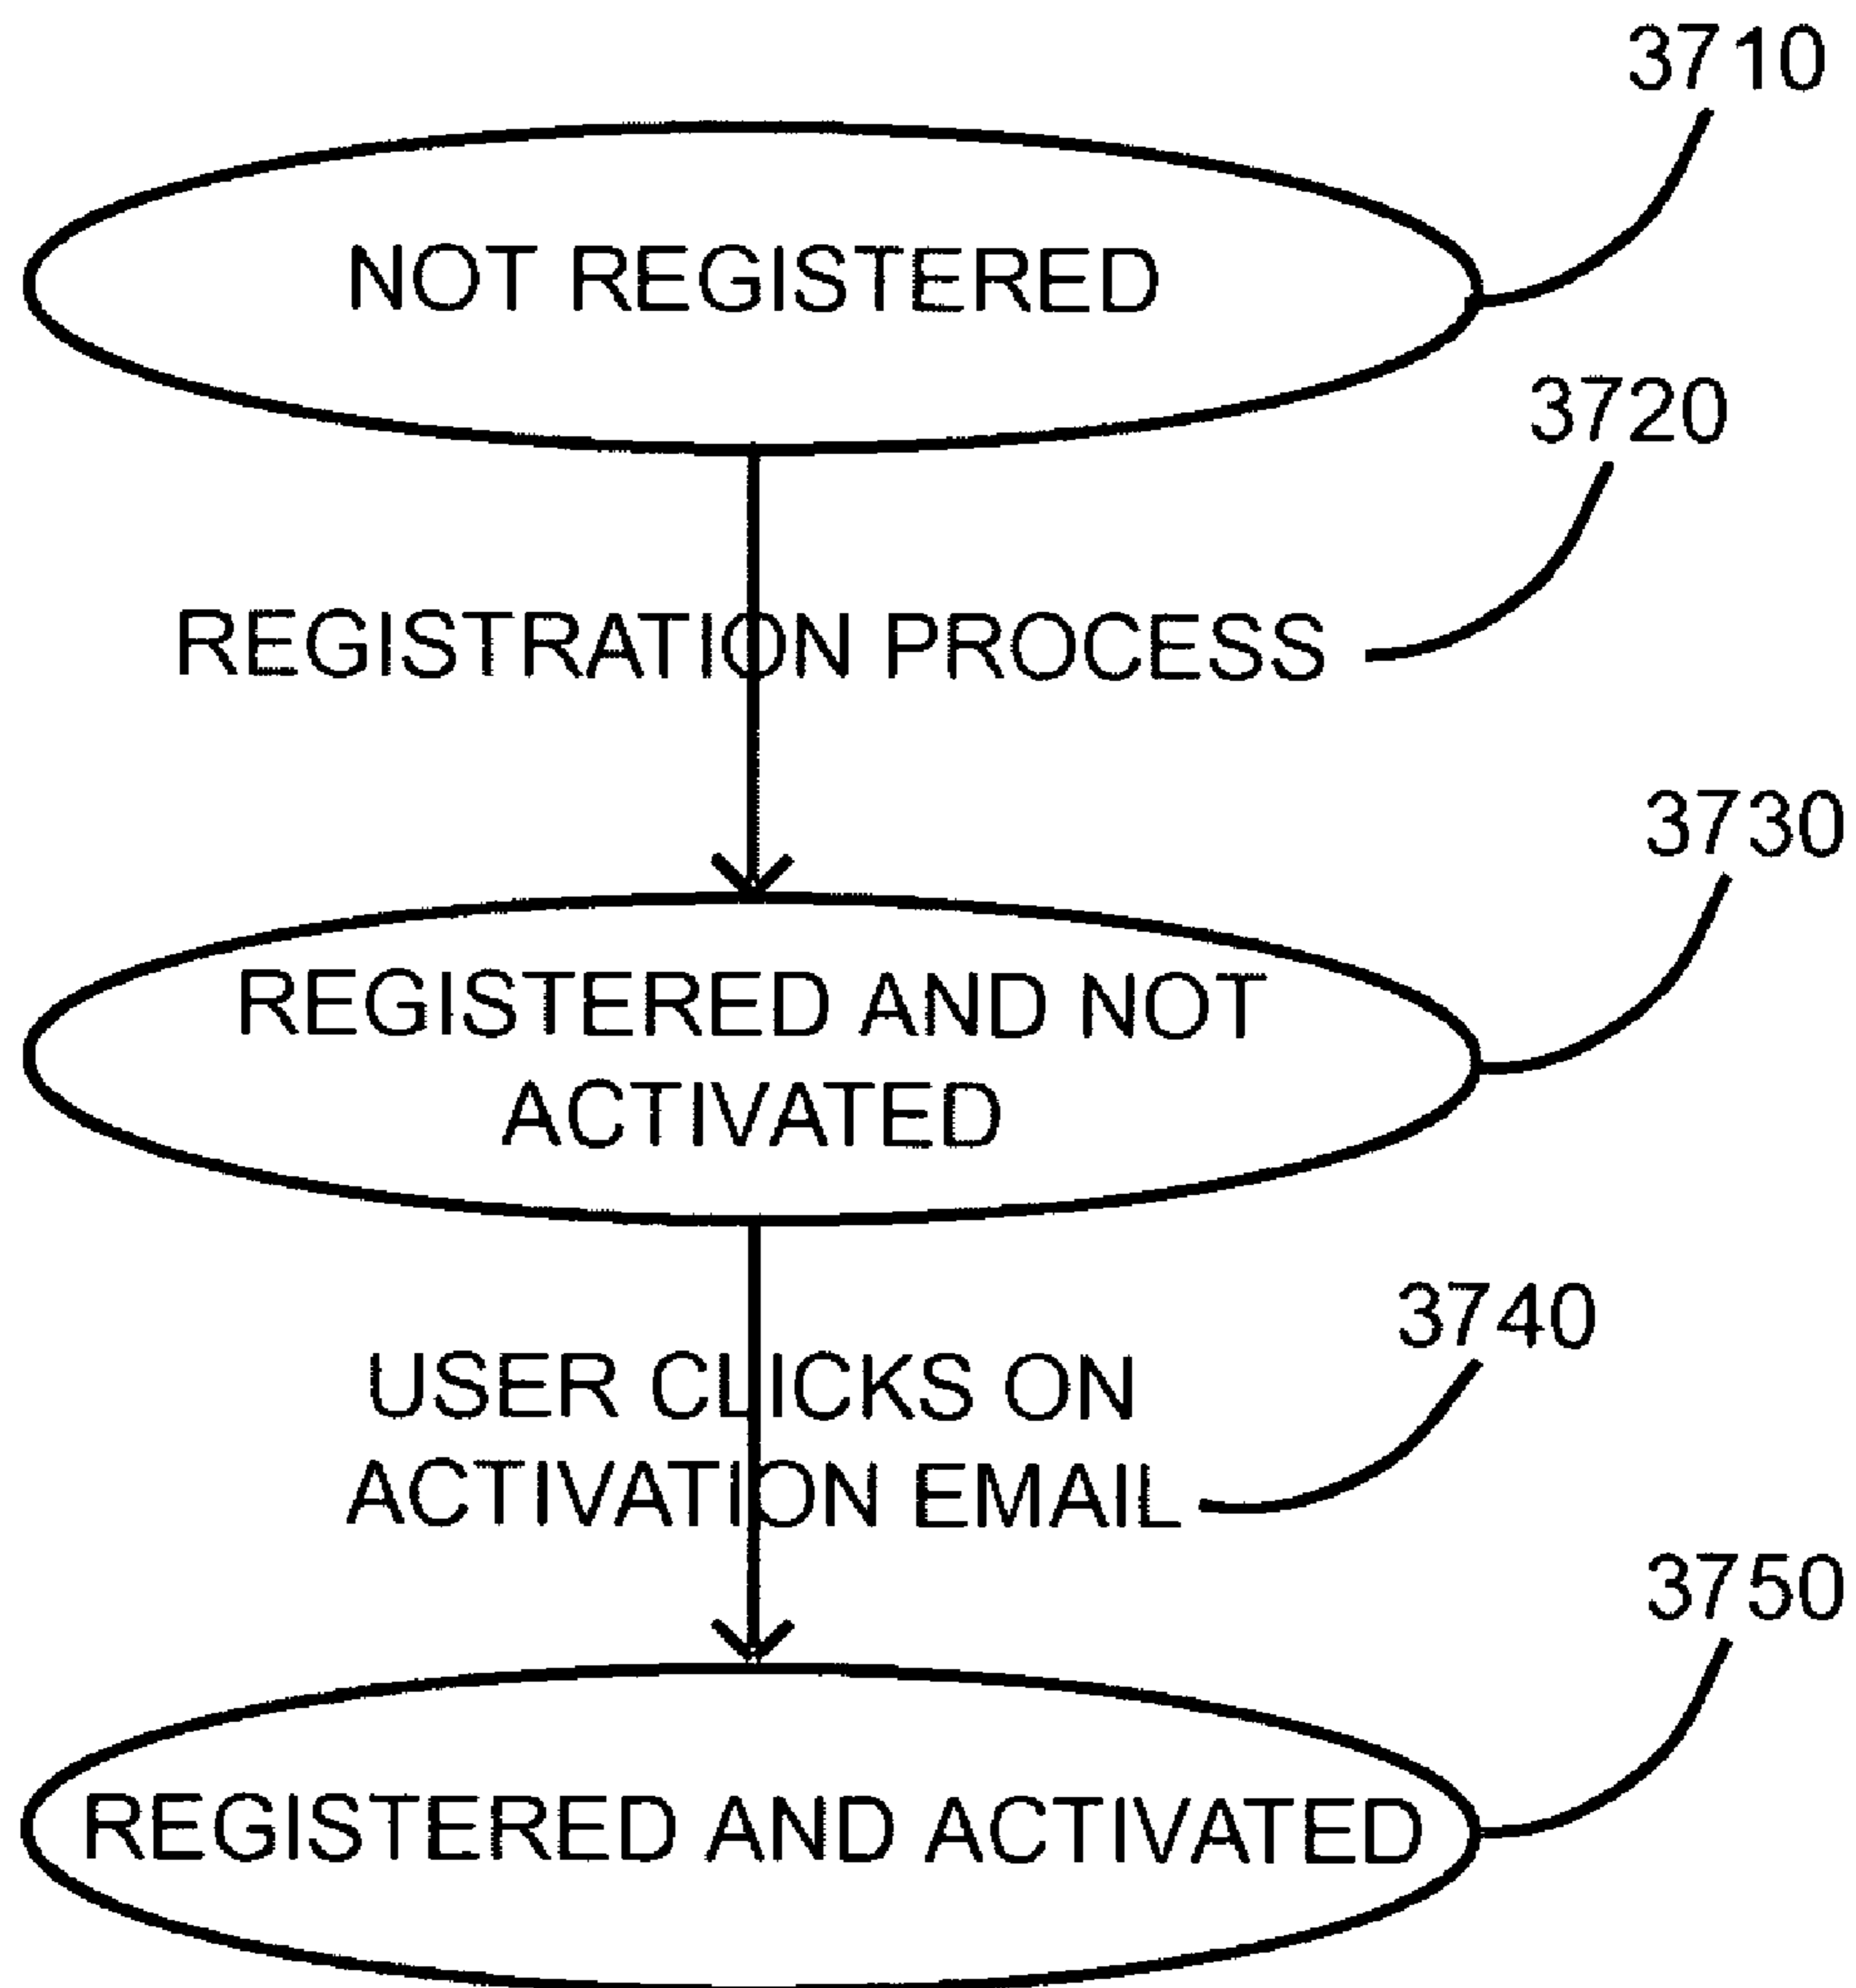 3710
NOT REGISTERED
3720
REGISTRATION PROCESS
3730
REGISTERED AND NOT
ACTIVATED
3740
USER CLICKS ON
ACTIVATION EMAIL
3750
REGISTERED AND ACTIVATED